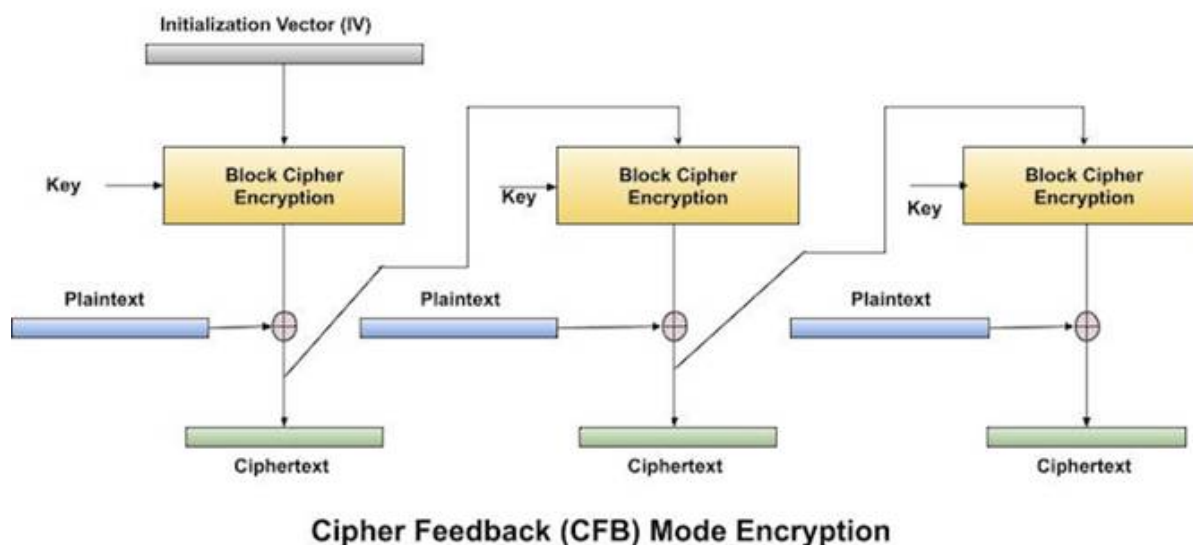 Initialization Vector (IV)
Key
Block Cipher
Encryption
Key
Block Cipher
Encryption
Key
Block Cipher
Encryption
Plaintext
Plaintext
Plaintext
Ciphertext
Ciphertext
Ciphertext
Cipher Feedback (CFB) Mode Encryption